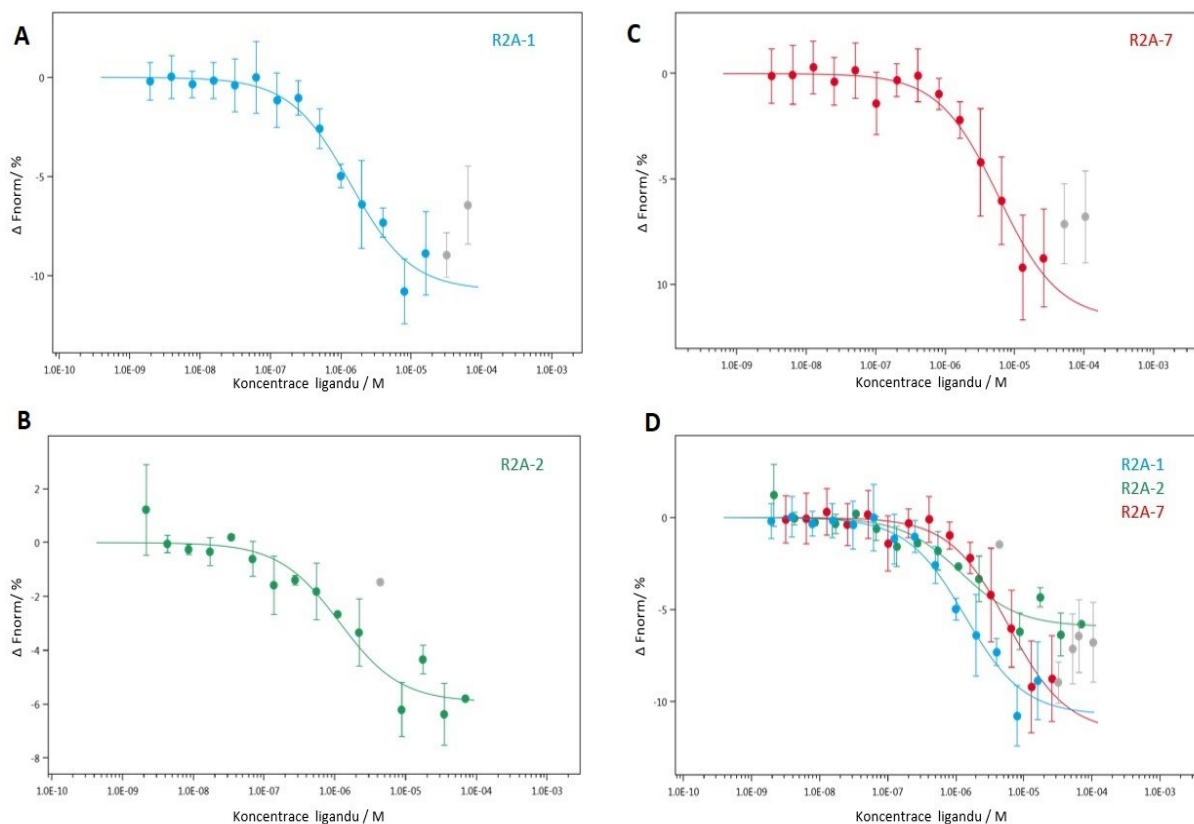 A
R2A-1
0
-5
-10
Δ Fnorm/ %
1.0E-10 1.0E-09 1.0E-08 1.0E-07 1.0E-06 1.0E-05 1.0E-04 1.0E-03
Koncentrace ligandu / M
C
R2A-7
0
-5
10
Δ Fnorm/ %
1.0E-09 1.0E-08 1.0E-07 1.0E-06 1.0E-05 1.0E-04 1.0E-03
Koncentrace ligandu / M
B
R2A-2
2
0
-2
-4
-6
-8
Δ Fnorm/ %
1.0E-10 1.0E-09 1.0E-08 1.0E-07 1.0E-06 1.0E-05 1.0E-04 1.0E-03
Koncentrace ligandu / M
D
R2A-1
R2A-2
R2A-7
0
-5
-10
Δ Fnorm/ %
1.0E-10 1.0E-09 1.0E-08 1.0E-07 1.0E-06 1.0E-05 1.0E-04 1.0E-03
Koncentrace ligandu / M